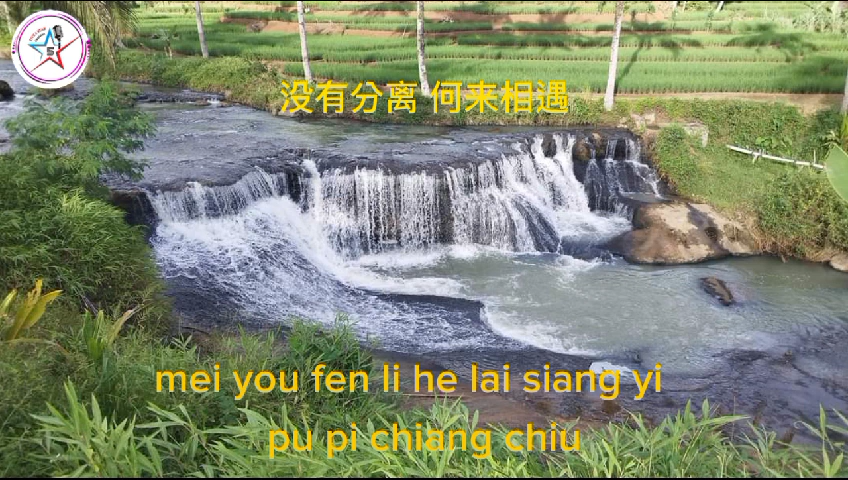 没有分离 何来相遇
mei you fen li he lai siang yi
pu pi chiang chiu